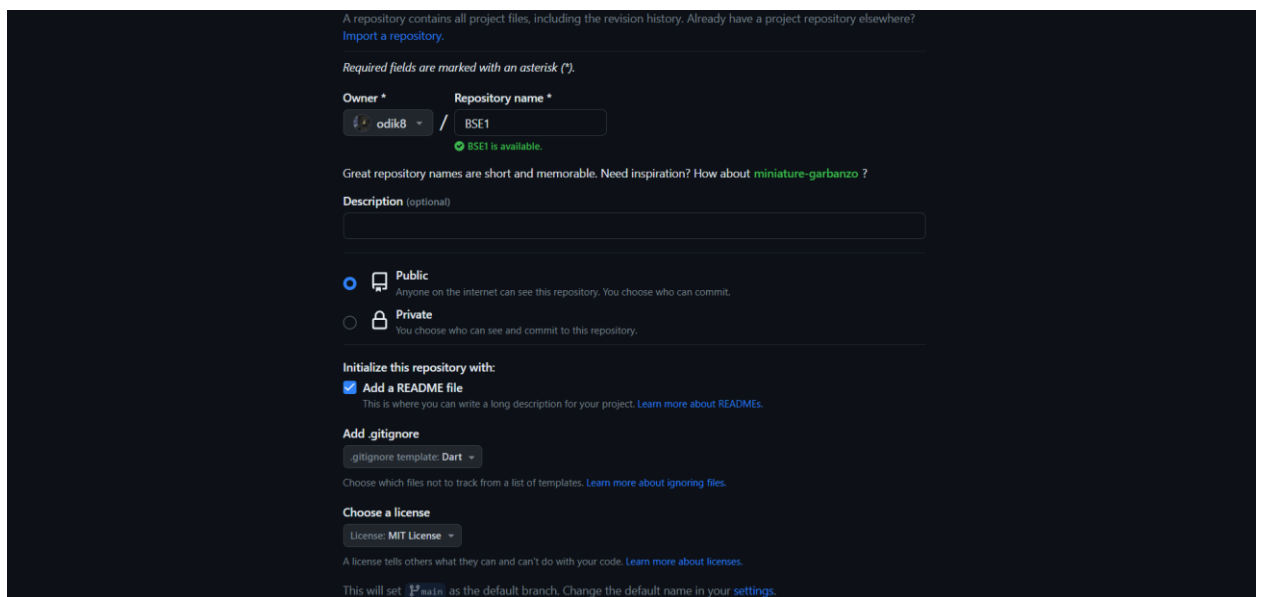 A repository contains all project files, including the revision history. Already have a project repository elsewhere?
Import a repository.
Required fields are marked with an asterisk (*).
Owner * Repository name *
odik8 / BSE1
BSE1 is available.
Great repository names are short and memorable. Need inspiration? How about miniature-garbanzo ?
Description (optional)
Public
Anyone on the internet can see this repository. You choose who can commit.
Private
You choose who can see and commit to this repository.
Initialize this repository with:
Add a README file
This is where you can write a long description for your project. Learn more about READMEs.
Add .gitignore
.gitignore template: Dart
Choose which files not to track from a list of templates. Learn more about ignoring files.
Choose a license
License: MIT License
A license tells others what they can and can't do with your code. Learn more about licenses.
This will set main as the default branch. Change the default name in your settings.